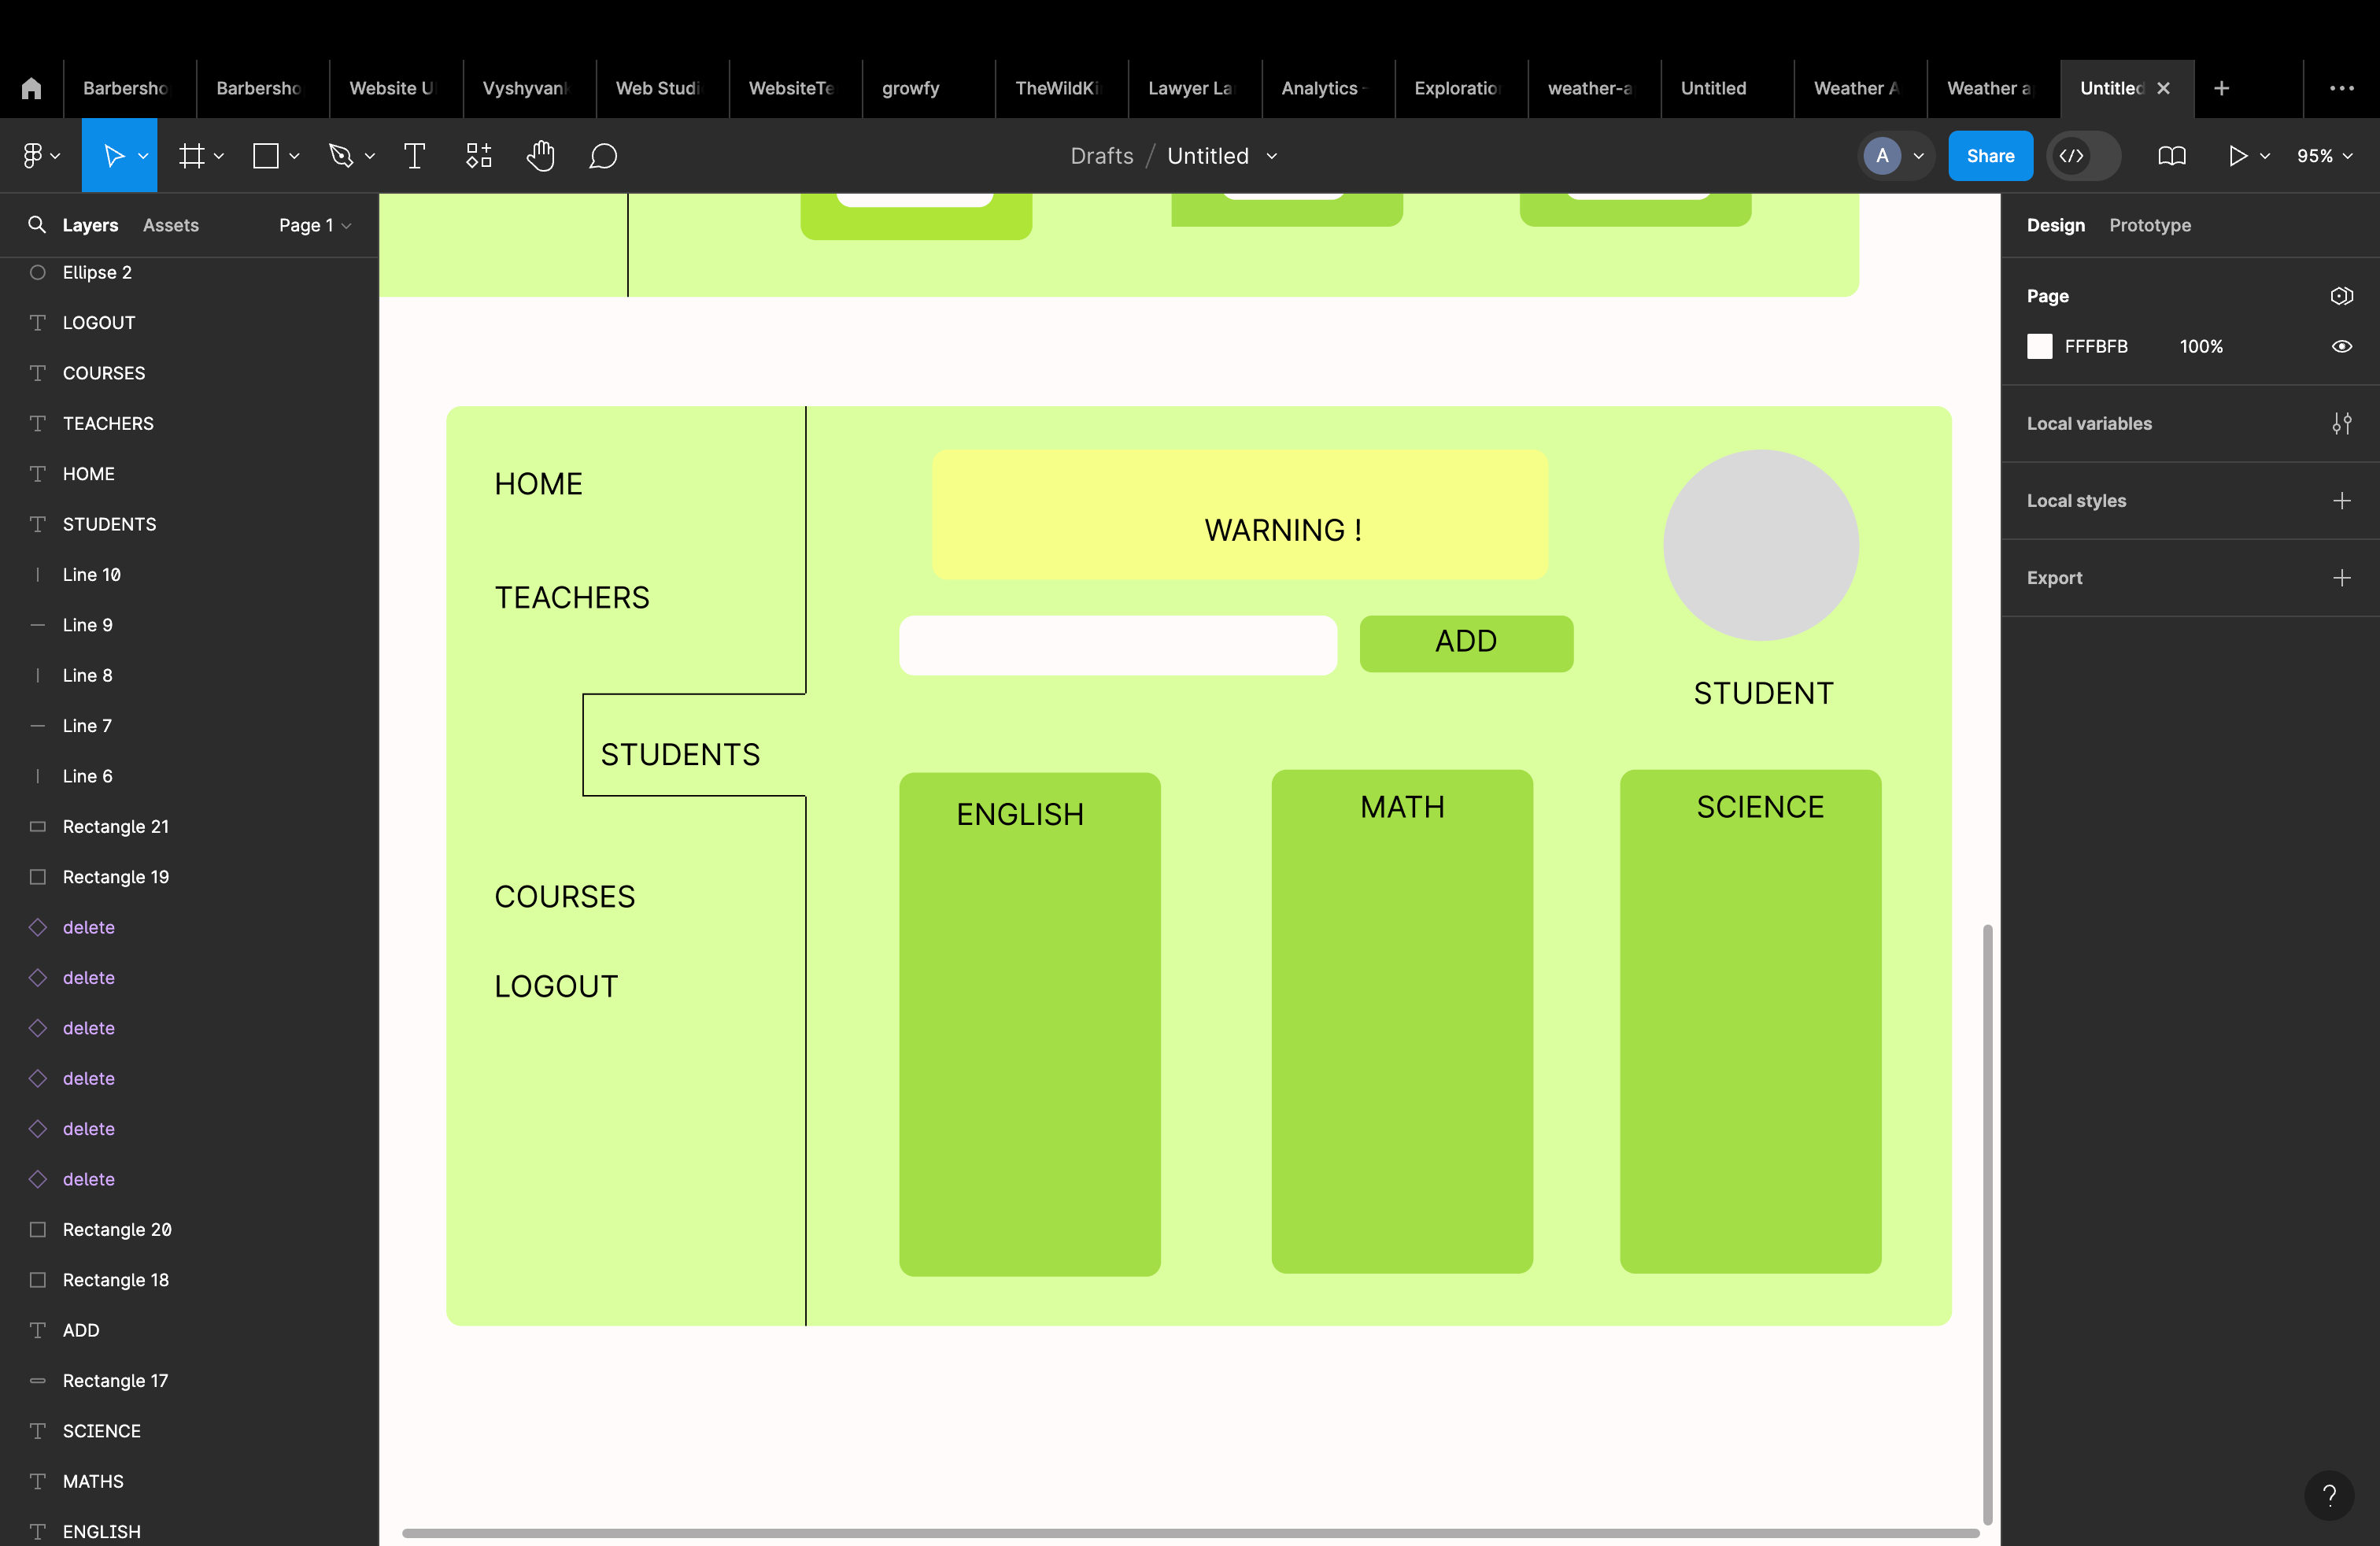 Barbersho
Barbersho
Website U
Vyshyvank
Web Studi
WebsiteTe
growfy
TheWildKi
Lawyer La
Analytics -
Exploratio
weather-a
Untitled
Weather A
Weather a
Untitled
Drafts / Untitled
A
Share
95%
Layers
Assets
Page 1
Ellipse 2
LOGOUT
COURSES
TEACHERS
HOME
STUDENTS
Line 10
Line 9
Line 8
Line 7
Line 6
Rectangle 21
Rectangle 19
delete
delete
delete
delete
delete
delete
Rectangle 20
Rectangle 18
ADD
Rectangle 17
SCIENCE
MATHS
ENGLISH
HOME
TEACHERS
STUDENTS
COURSES
LOGOUT
WARNING !
ADD
STUDENT
ENGLISH
MATH
SCIENCE
Design
Prototype
Page
FFFBFB 100%
Local variables
Local styles
Export
?